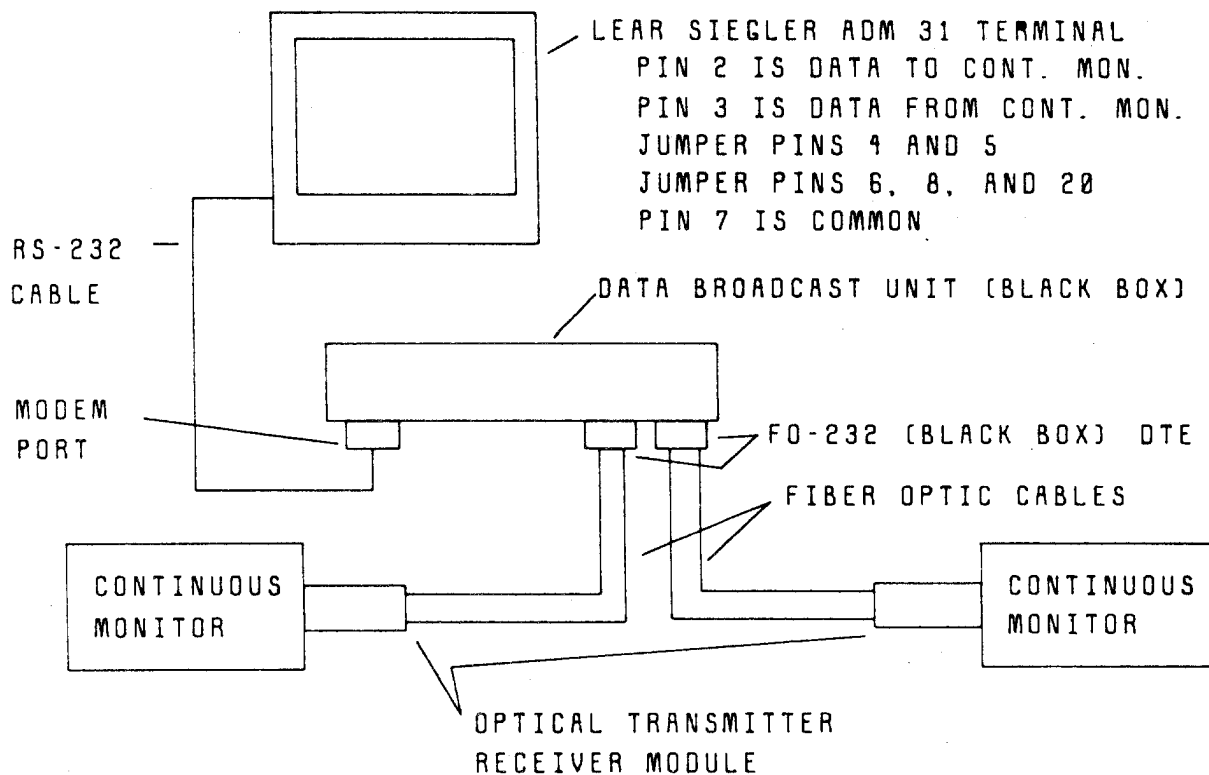 LEAR SIEGLER ADM 31 TERMINAL
PIN 2 IS DATA TO CONT. MON.
PIN 3 IS DATA FROM CONT. MON.
JUMPER PINS 4 AND 5
JUMPER PINS 6, 8, AND 20
PIN 7 IS COMMON
RS-232
CABLE
DATA BROADCAST UNIT (BLACK BOX)
MODEM
PORT
FO-232 (BLACK BOX) DTE
FIBER OPTIC CABLES
CONTINUOUS
MONITOR
CONTINUOUS
MONITOR
OPTICAL TRANSMITTER
RECEIVER MODULE